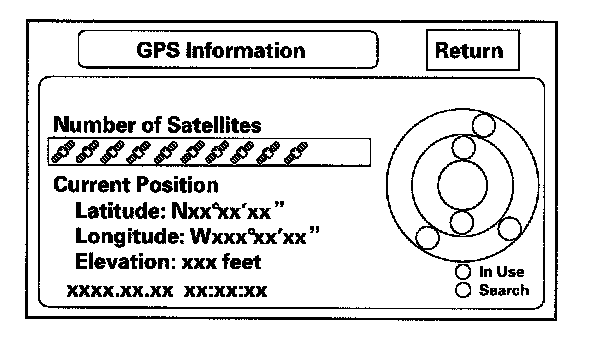 GPS Information
Return
Number of Satellites
Current Position
Latitude: Nxx°xx'xx"
Longitude: Wxxx°xx'xx"
Elevation: xxx feet
xxxx.xx.xx xx:xx:xx
In Use
Search